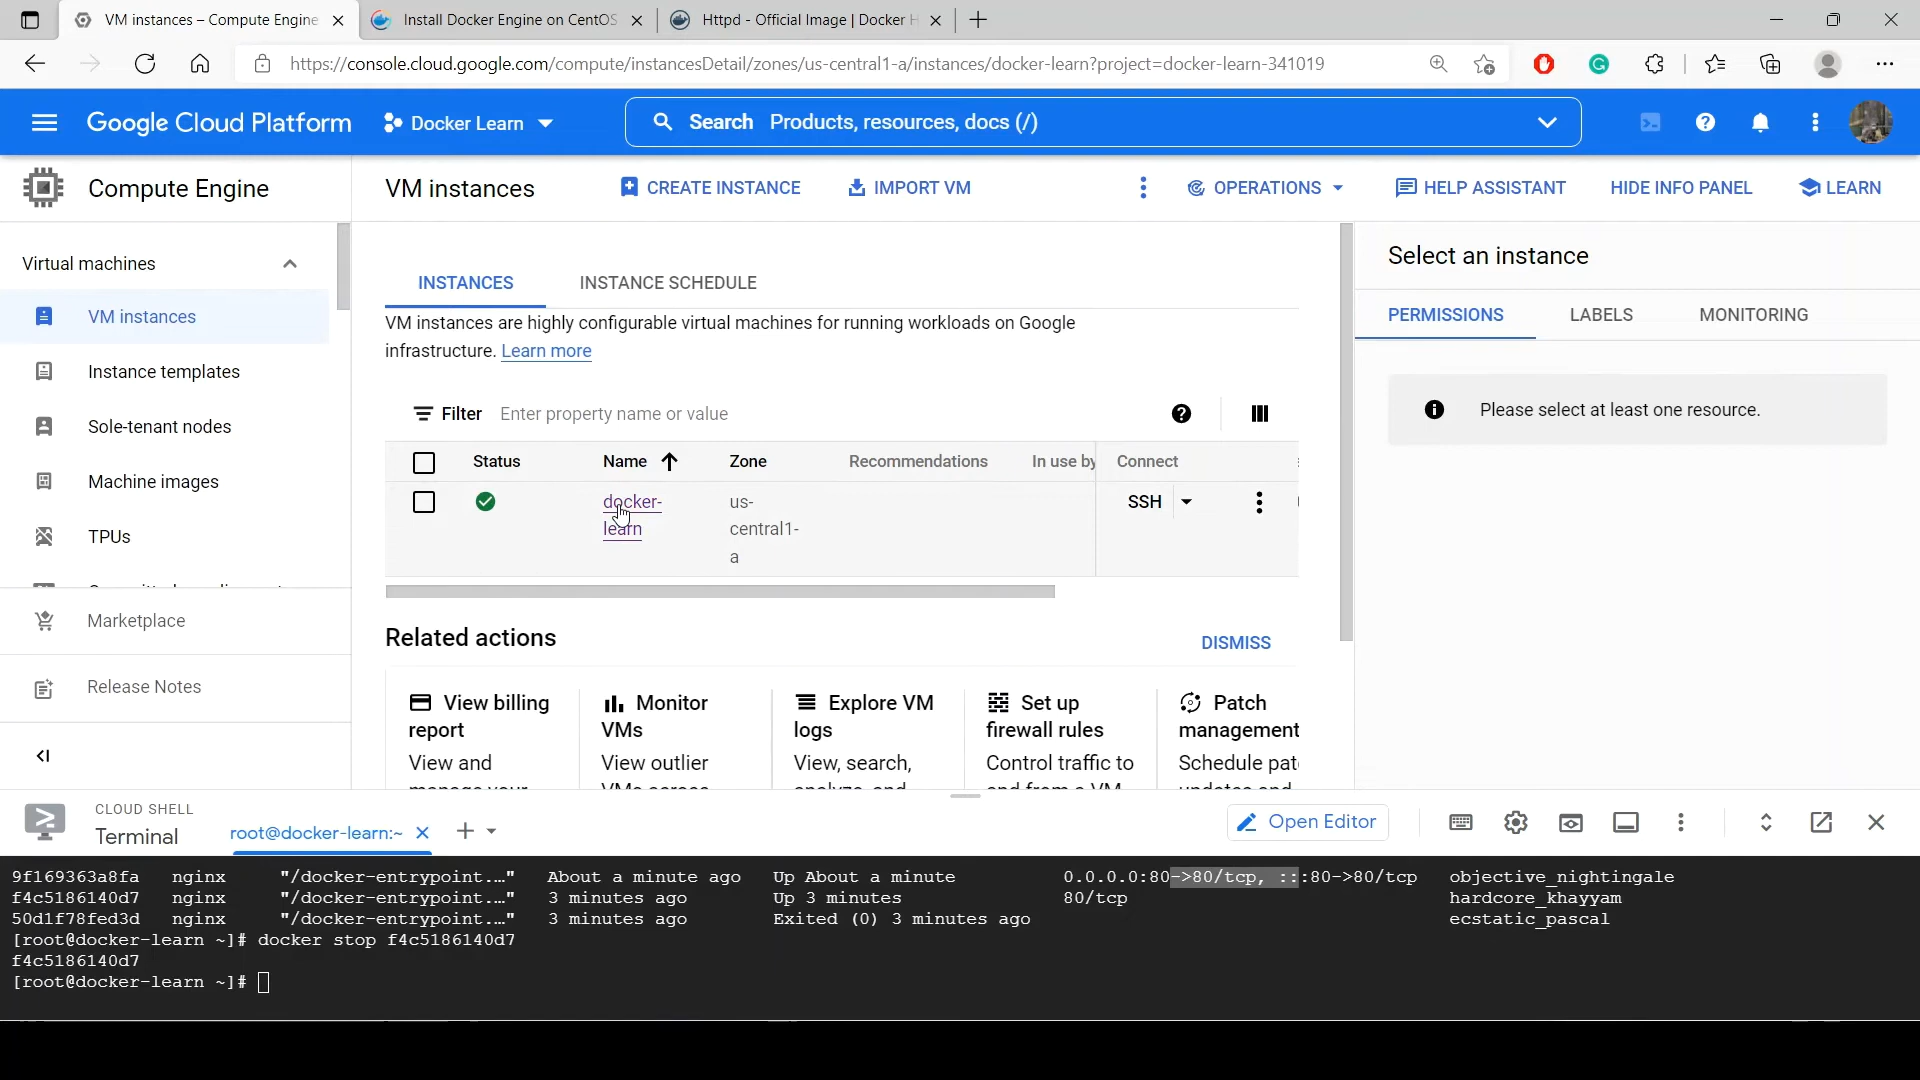 VM instances – Compute Engine
Install Docker Engine on CentOS
Httpd - Official Image | Docker H
https://console.cloud.google.com/compute/instancesDetail/zones/us-central1-a/instances/docker-learn?project=docker-learn-341019
Google Cloud Platform
Docker Learn
Search Products, resources, docs (/)
Compute Engine
VM instances
CREATE INSTANCE
IMPORT VM
OPERATIONS
HELP ASSISTANT
HIDE INFO PANEL
LEARN
Virtual machines
VM instances
Instance templates
Sole-tenant nodes
Machine images
TPUs
Marketplace
Release Notes
INSTANCES
INSTANCE SCHEDULE
VM instances are highly configurable virtual machines for running workloads on Google
infrastructure. Learn more
Filter Enter property name or value
Status Name Zone Recommendations In use by Connect
docker-
learn
us-
central1-
a
SSH
Related actions
DISMISS
View billing
report
View and
Monitor
VMs
View outlier
Explore VM
logs
View, search,
Set up
firewall rules
Control traffic to
Patch
management
Schedule pat
Select an instance
PERMISSIONS
LABELS
MONITORING
Please select at least one resource.
CLOUD SHELL
Terminal
root@docker-learn:~
Open Editor
9f169363a8fa nginx "/docker-entrypoint.…" About a minute ago Up About a minute 0.0.0.0:80->80/tcp, :::80->80/tcp objective_nightingale
f4c5186140d7 nginx "/docker-entrypoint.…" 3 minutes ago Up 3 minutes 80/tcp hardcore_khayyam
50d1f78fed3d nginx "/docker-entrypoint.…" 3 minutes ago Exited (0) 3 minutes ago ecstatic_pascal
[root@docker-learn ~]# docker stop f4c5186140d7
f4c5186140d7
[root@docker-learn ~]#